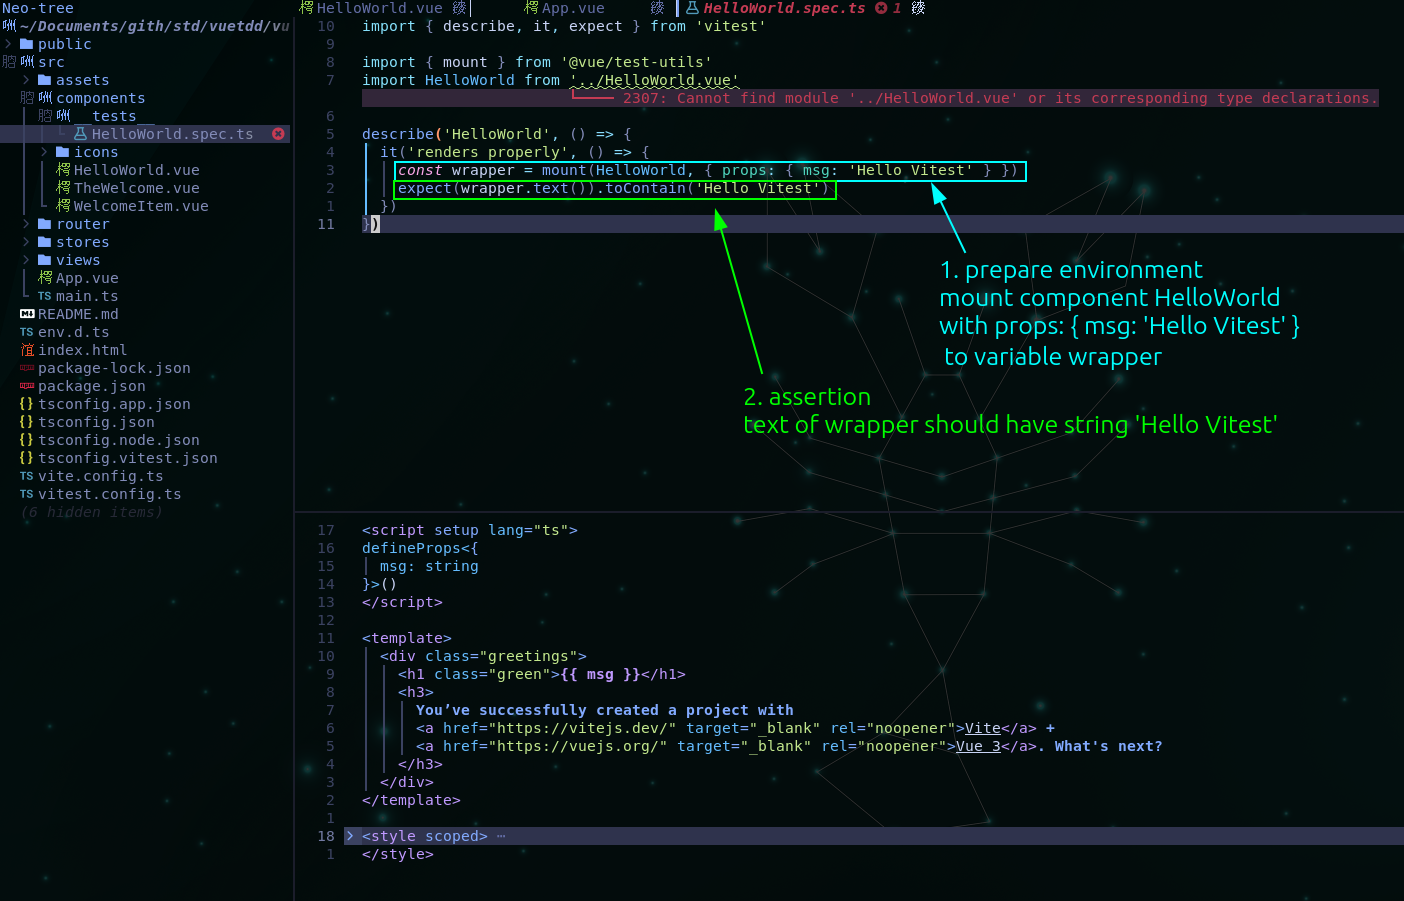 Neo-tree
~/Documents/gith/std/vuetdd/vu
public
src
assets
components
__tests__
HelloWorld.spec.ts
icons
HelloWorld.vue
TheWelcome.vue
WelcomeItem.vue
router
stores
views
App.vue
TS main.ts
README.md
TS env.d.ts
index.html
package-lock.json
package.json
{} tsconfig.app.json
{} tsconfig.json
{} tsconfig.node.json
{} tsconfig.vitest.json
TS vite.config.ts
TS vitest.config.ts
(6 hidden items)
HelloWorld.vue App.vue HelloWorld.spec.ts 1
10 import { describe, it, expect } from 'vitest'
9
8 import { mount } from '@vue/test-utils'
7 import HelloWorld from '../HelloWorld.vue'
2307: Cannot find module '../HelloWorld.vue' or its corresponding type declarations.
6
5 describe('HelloWorld', () => {
4 it('renders properly', () => {
3 const wrapper = mount(HelloWorld, { props: { msg: 'Hello Vitest' } })
2 expect(wrapper.text()).toContain('Hello Vitest')
1 })
11 })
1. prepare environment
mount component HelloWorld
with props: { msg: 'Hello Vitest' }
to variable wrapper
2. assertion
text of wrapper should have string 'Hello Vitest'
17 <script setup lang="ts">
16 defineProps<{
15 msg: string
14 }>()
13 </script>
12
11 <template>
10 <div class="greetings">
9 <h1 class="green">{{ msg }}</h1>
8 <h3>
7 You’ve successfully created a project with
6 <a href="https://vitejs.dev/" target="_blank" rel="noopener">Vite</a> +
5 <a href="https://vuejs.org/" target="_blank" rel="noopener">Vue 3</a>. What's next?
4 </h3>
3 </div>
2 </template>
1
18 <style scoped> ⋯
1 </style>